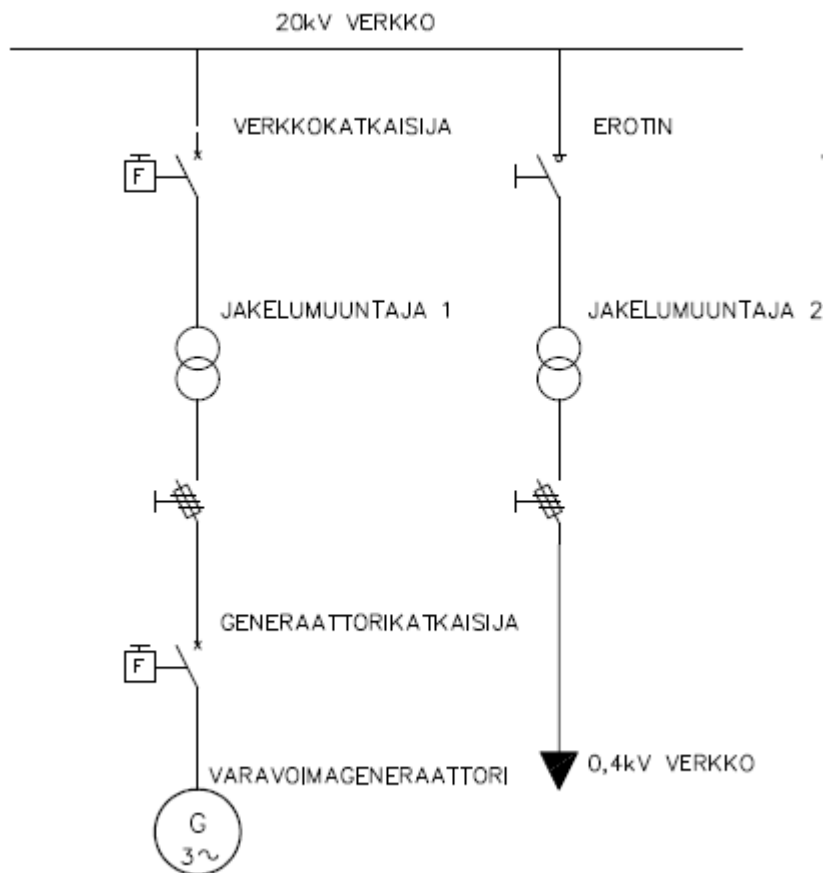 20kV VERKKO
VERKKOKATKAISIJA
EROTIN
F
JAKELUMUUNTAJA 1
JAKELUMUUNTAJA 2
GENERAATTORIKATKAISIJA
F
VARAVOIMAGENERAATTORI
0,4kV VERKKO
G
3~